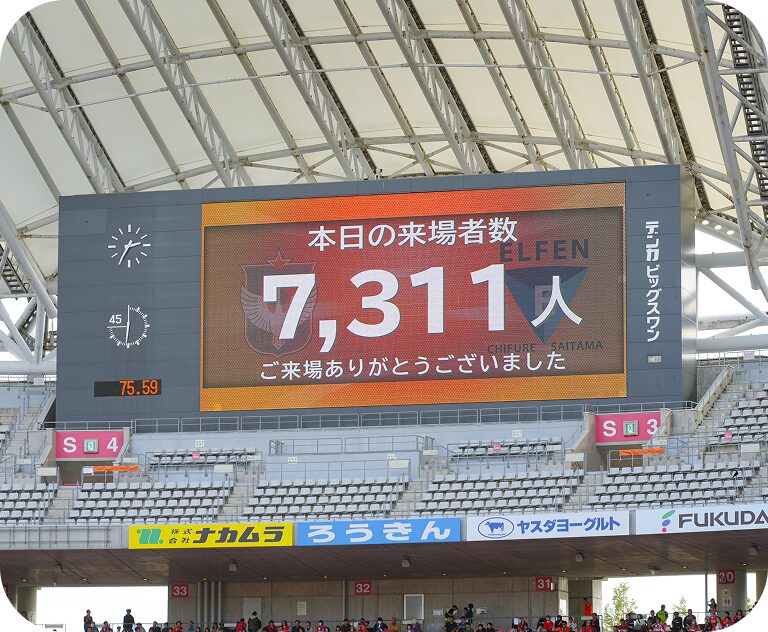 本日の来場者数
ELFEN
7,311人
CHIFURE SAITAMA
ご来場ありがとうございました
デンカビッグスワン
45
75.59
S 4
S 3
株式会社ナカムラ
ろうきん
ヤスダヨーグルト
FUKUDA
33
32
31
30